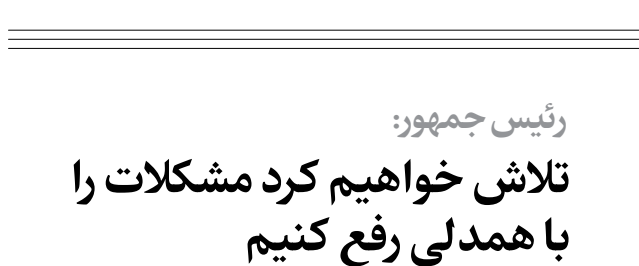 رئیس جمهور:
تلاش خواهیم کرد مشکلات را
با همدلی رفع کنیم